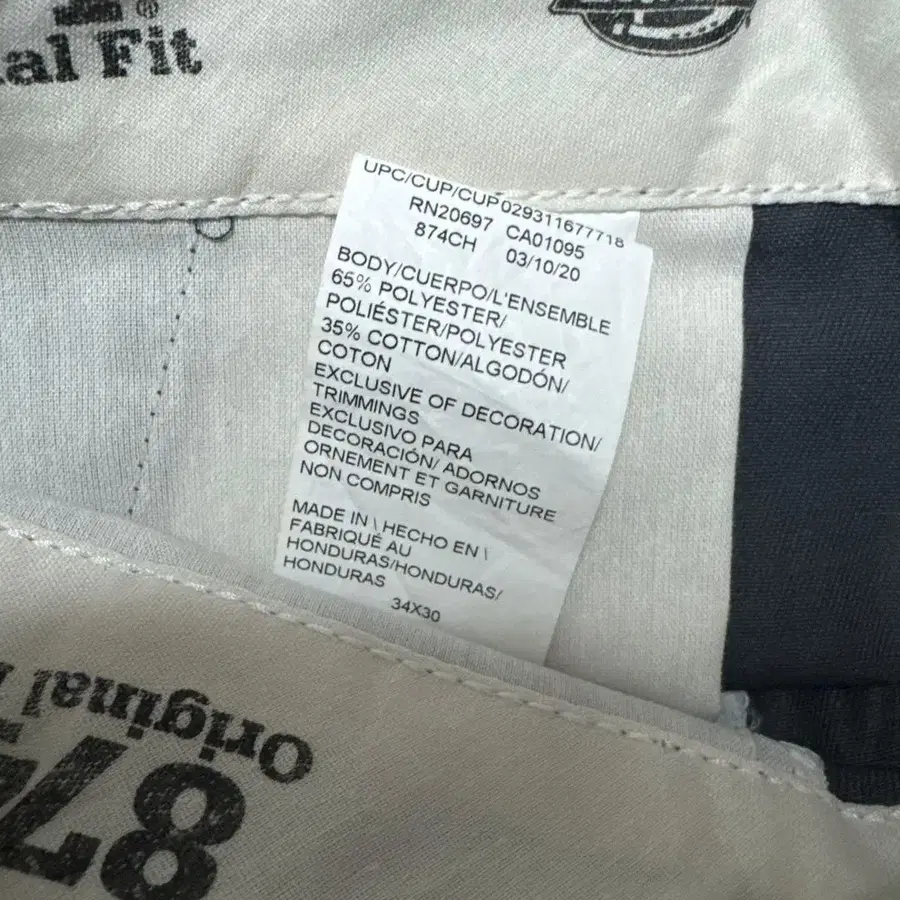 al Fit
UPC/CUP/CUP029311677718
RN20697 CA01095
874CH 03/10/20
BODY/CUERPO/L'ENSEMBLE
65% POLYESTER/
POLIÉSTER/POLYESTER
35% COTTON/ALGODÓN/
COTON
EXCLUSIVE OF DECORATION/
TRIMMINGS
EXCLUSIVO PARA
DECORACIÓN/ ADORNOS
ORNEMENT ET GARNITURE
NON COMPRIS
MADE IN \ HECHO EN \
FABRIQUÉ AU
HONDURAS/HONDURAS/
HONDURAS
34X30
Original
87